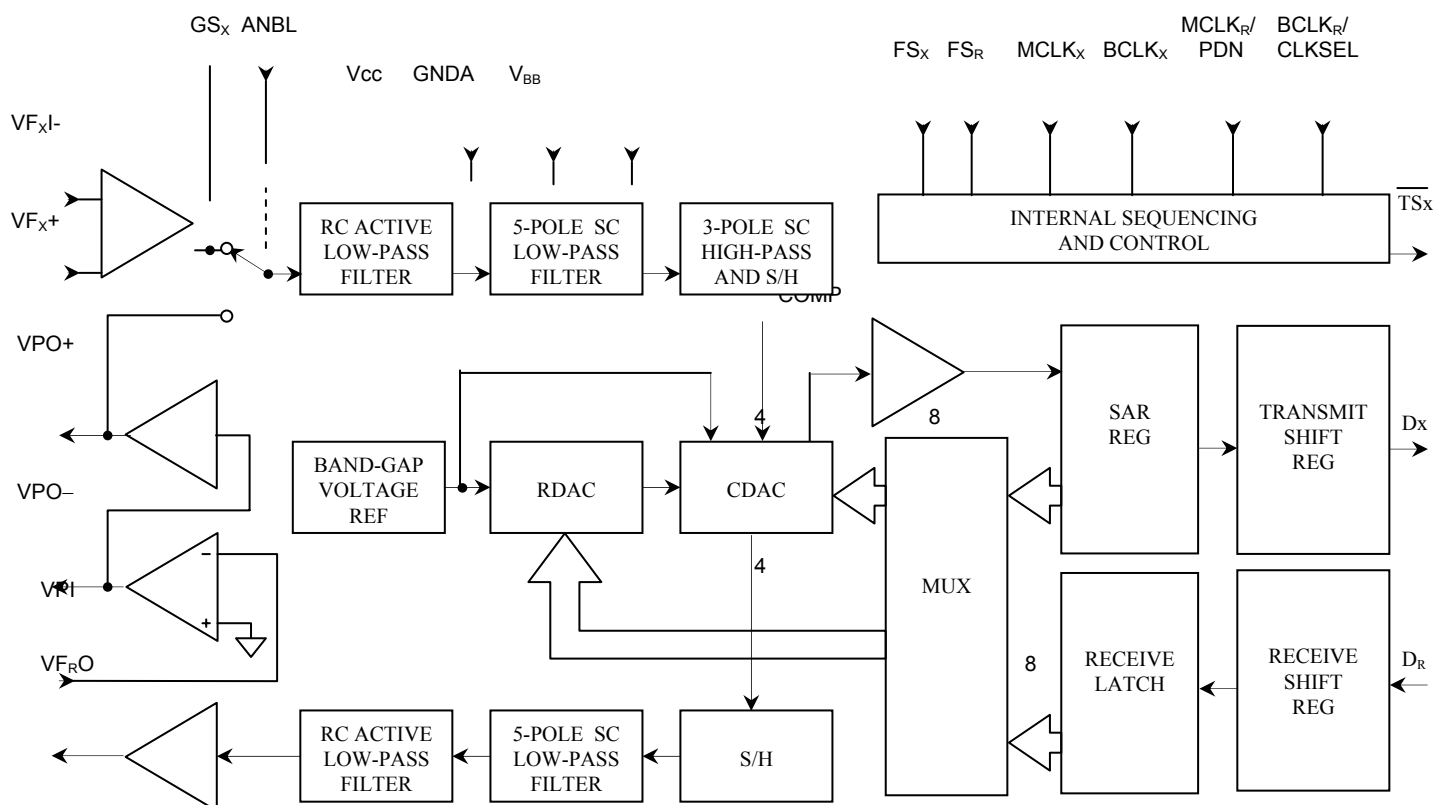 GSX ANBL
MCLKR/
PDN
BCLKR/
CLKSEL
FSX FSR MCLKX BCLKX
Vcc GNDA VBB
VFXI-
VFX+
RC ACTIVE
LOW-PASS
FILTER
5-POLE SC
LOW-PASS
FILTER
3-POLE SC
HIGH-PASS
AND S/H
INTERNAL SEQUENCING
AND CONTROL
TSx
COMP
VPO+
4
8
SAR
REG
TRANSMIT
SHIFT
REG
Dx
VPO–
BAND-GAP
VOLTAGE
REF
RDAC
CDAC
−
+
VPI
4
MUX
VFRO
8
RECEIVE
LATCH
RECEIVE
SHIFT
REG
DR
RC ACTIVE
LOW-PASS
FILTER
5-POLE SC
LOW-PASS
FILTER
S/H